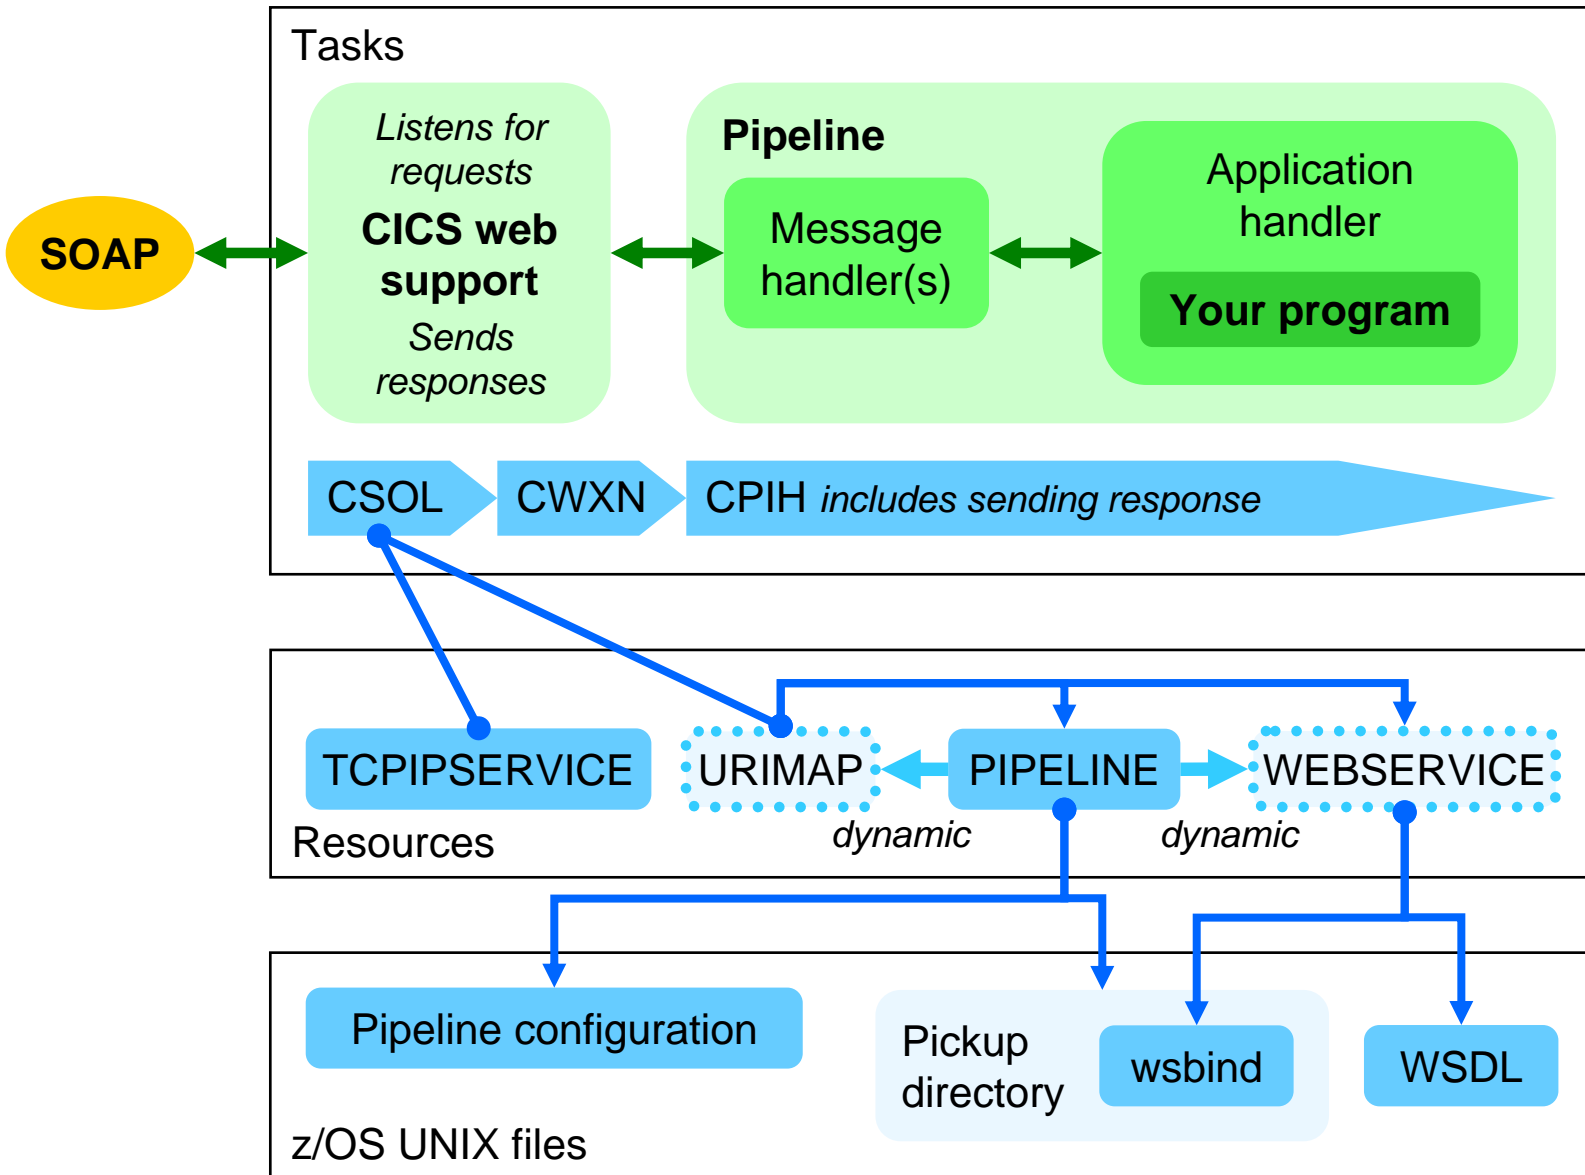 Tasks
SOAP
Listens for
requests
CICS web
support
Sends
responses
Pipeline
Message
handler(s)
Application
handler
Your program
CSOL
CWXN
CPIH includes sending response
TCPIPSERVICE
URIMAP
PIPELINE
WEBSERVICE
dynamic
dynamic
Resources
Pipeline configuration
Pickup
directory
wsbind
WSDL
z/OS UNIX files